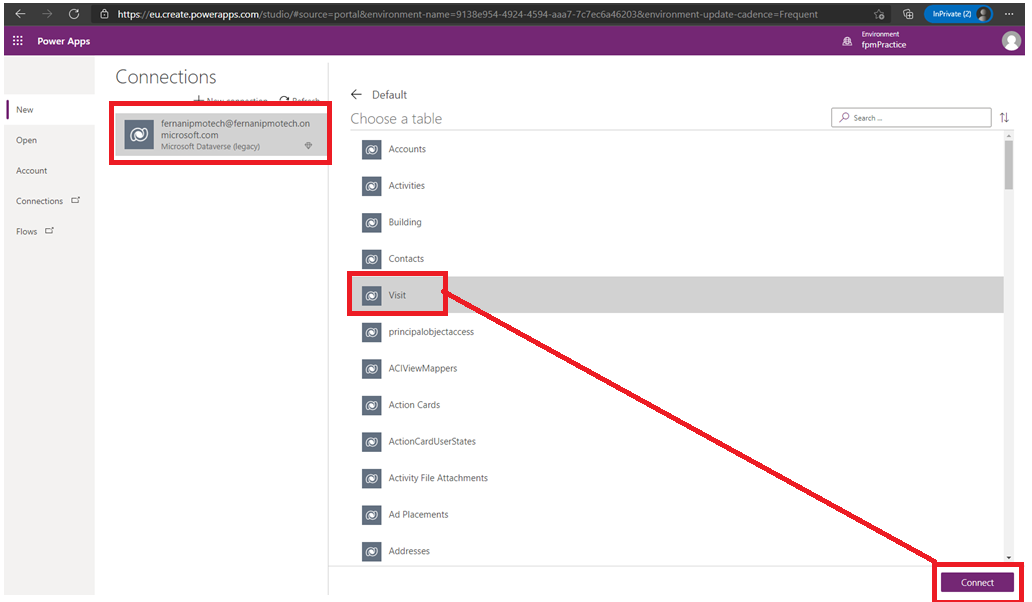 https://eu.create.powerapps.com/studio/#source=portal&environment-name=9138e954-4924-4594-aaa7-7c7ec6a46203&environment-update-cadence=Frequent
InPrivate (2)
Power Apps
Environment
fpmPractice
New
Open
Account
Connections
Flows
Connections
New connection
Refresh
fernanipmotech@fernanipmotech.on
microsoft.com
Microsoft Dataverse (legacy)
Default
Choose a table
Search ...
Accounts
Activities
Building
Contacts
Visit
principalobjectaccess
ACIViewMappers
Action Cards
ActionCardUserStates
Activity File Attachments
Ad Placements
Addresses
Connect